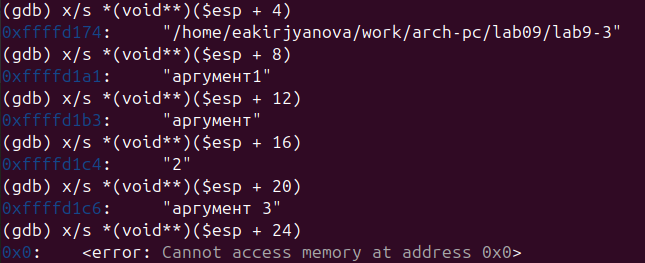 (gdb) x/s *(void**)($esp + 4)
0xffffd174:     "/home/eakirjyanova/work/arch-pc/lab09/lab9-3"
(gdb) x/s *(void**)($esp + 8)
0xffffd1a1:     "аргумент1"
(gdb) x/s *(void**)($esp + 12)
0xffffd1b3:     "аргумент"
(gdb) x/s *(void**)($esp + 16)
0xffffd1c4:     "2"
(gdb) x/s *(void**)($esp + 20)
0xffffd1c6:     "аргумент 3"
(gdb) x/s *(void**)($esp + 24)
0x0:    <error: Cannot access memory at address 0x0>